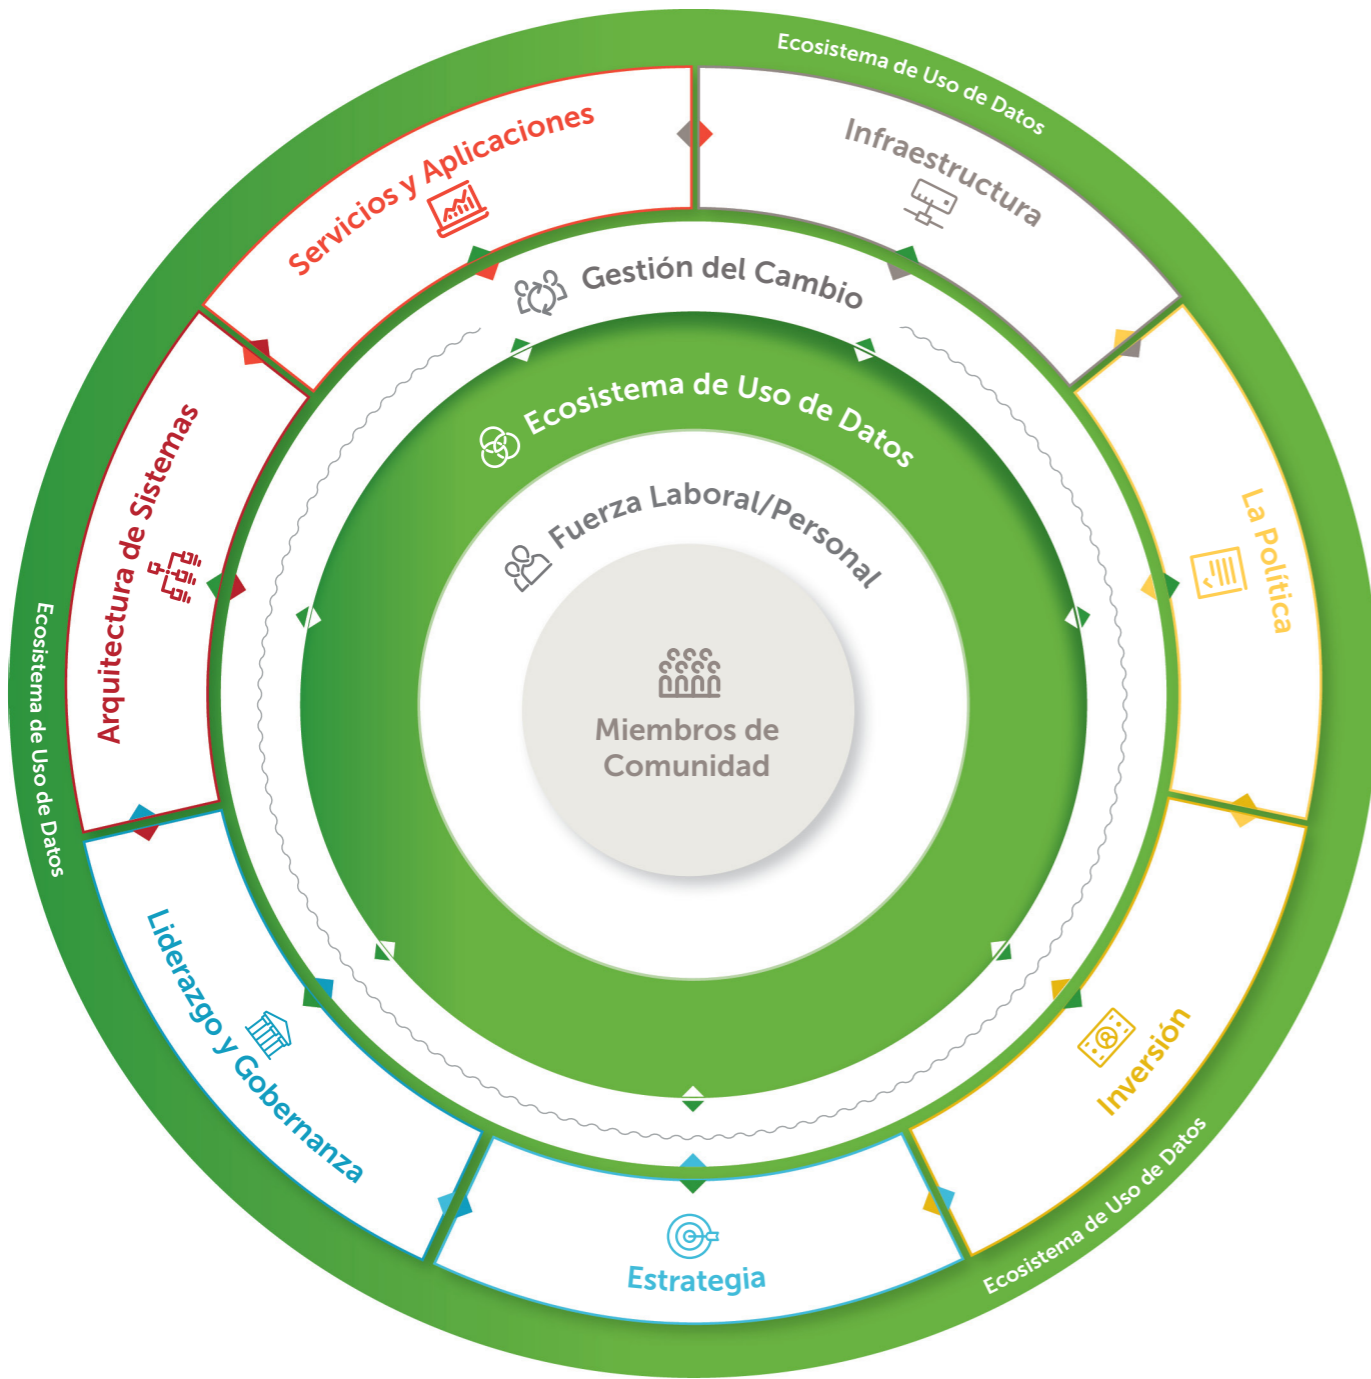 Ecosistema de Uso de Datos
Servicios y Aplicaciones
Infraestructura
Gestión del Cambio
Ecosistema de Uso de Datos
Fuerza Laboral/Personal
Arquitectura de Sistemas
La Política
Miembros de
Comunidad
Ecosistema de Uso de Datos
Liderazgo y Gobernanza
Inversión
Estrategia
Ecosistema de Uso de Datos